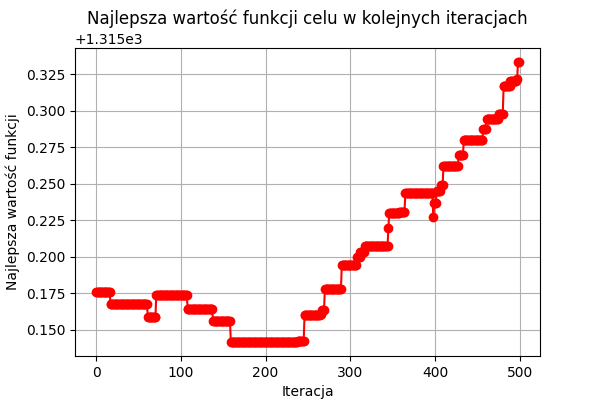 Najlepsza wartość funkcji celu w kolejnych iteracjach
+1.315e3
0.325
0.300
0.275
0.250
0.225
0.200
0.175
0.150
Najlepsza wartość funkcji
0 100 200 300 400 500
Iteracja